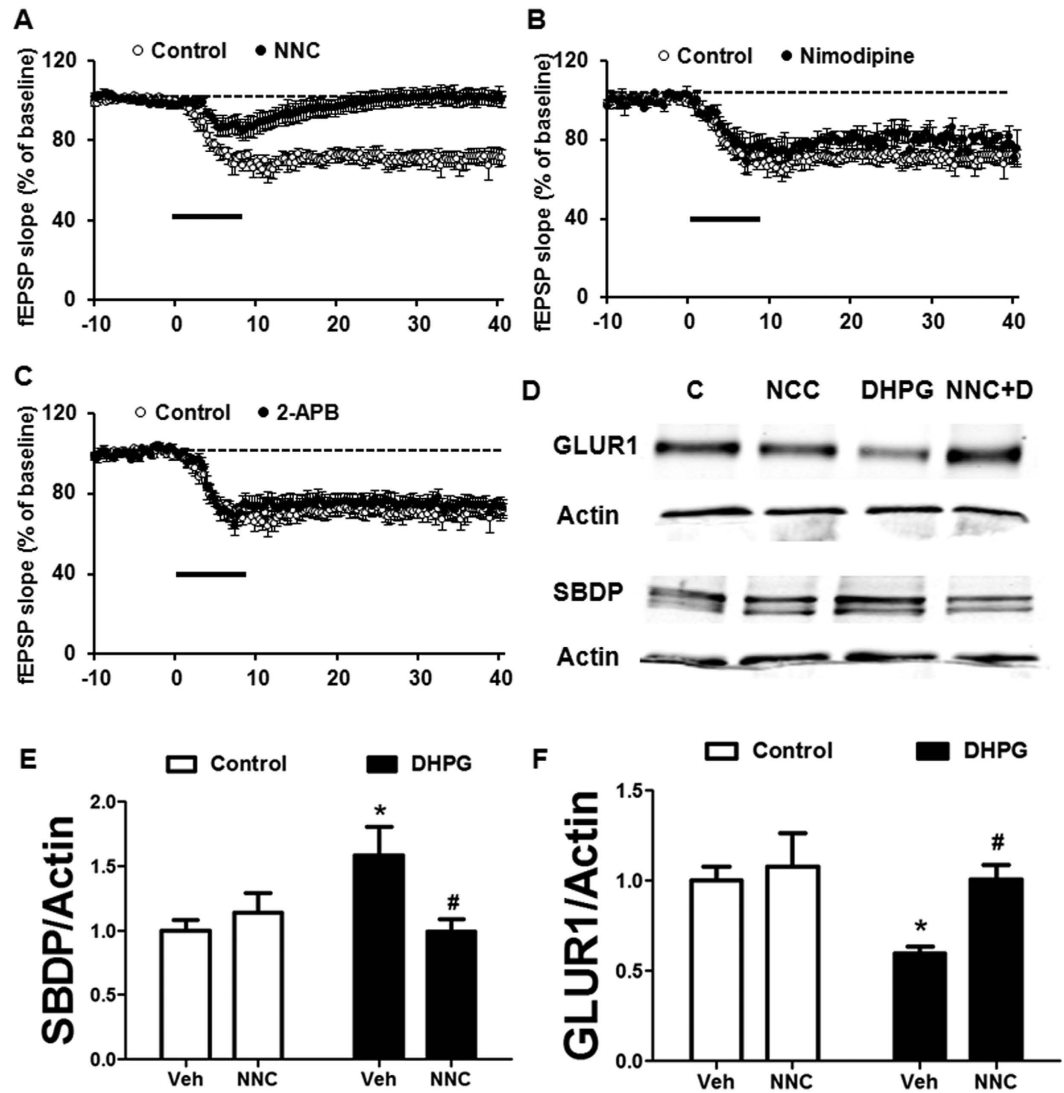 A
○ Control ● NNC
fEPSP slope (% of baseline)
120
80
40
0
-10 0 10 20 30 40
B
○ Control ● Nimodipine
fEPSP slope (% of baseline)
120
80
40
0
-10 0 10 20 30 40
C
○ Control ● 2-APB
fEPSP slope (% of baseline)
120
80
40
0
-10 0 10 20 30 40
D
C NCC DHPG NNC+D
GLUR1
Actin
SBDP
Actin
E
Control DHPG
SBDP/Actin
2.0
1.5
1.0
0.5
0.0
*
#
Veh NNC Veh NNC
F
Control DHPG
GLUR1/Actin
1.5
1.0
0.5
0.0
*
#
Veh NNC Veh NNC